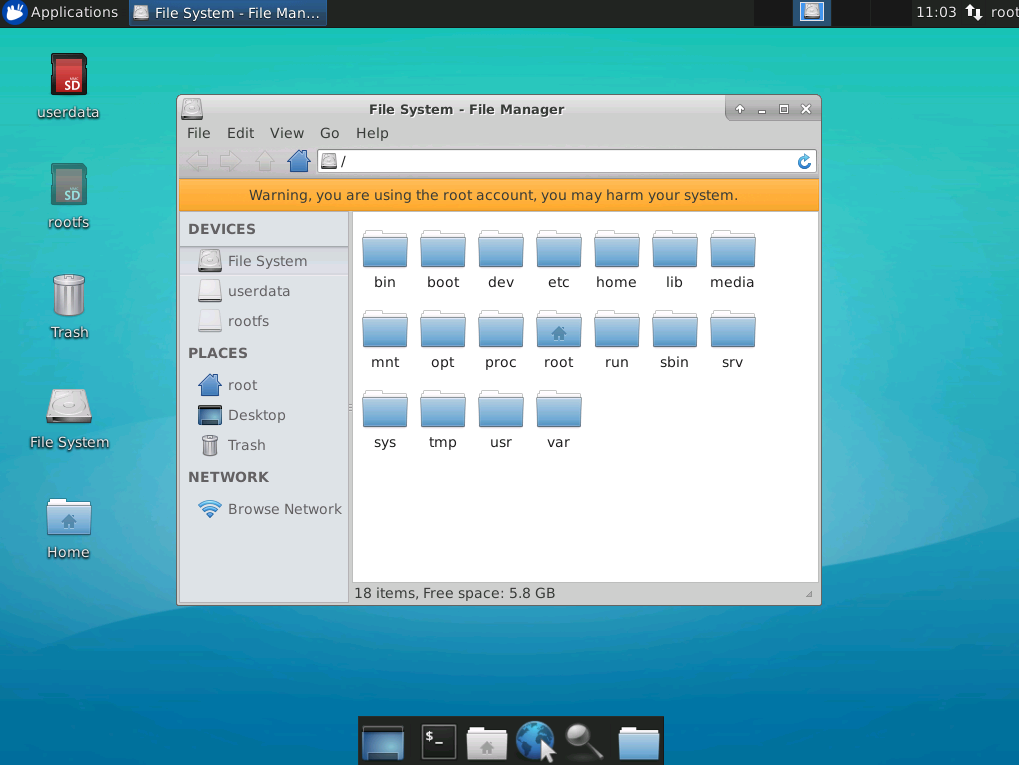 Applications
File System - File Man...
11:03
root
SD
userdata
SD
rootfs
Trash
File System
Home
File System - File Manager
File Edit View Go Help
/
Warning, you are using the root account, you may harm your system.
DEVICES
File System
userdata
rootfs
PLACES
root
Desktop
Trash
NETWORK
Browse Network
bin boot dev etc home lib media
mnt opt proc root run sbin srv
sys tmp usr var
18 items, Free space: 5.8 GB
$_